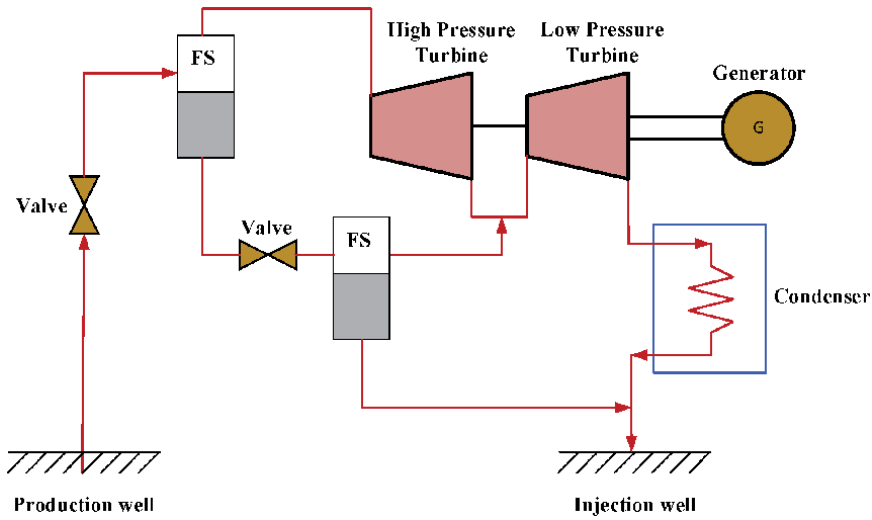 High Pressure
Turbine
Low Pressure
Turbine
Generator
FS
G
Valve
Valve
FS
Condenser
Production well
Injection well